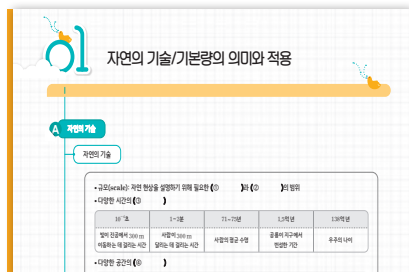 01
자연의 기술/기본량의 의미와 적용
A 자연의 기술
자연의 기술
• 규모(scale): 자연 현상을 설명하기 위해 필요한 (① )와 (② )의 범위
• 다양한 시간의 (③ )
10⁻⁶초 1~2분 71~75년 1.5억 년 138억 년
빛이 진공에서 300 m 사람이 300 m 사람의 평균 수명 공룡이 지구에서 우주의 나이
이동하는 데 걸리는 시간 달리는 데 걸리는 시간 번성한 기간
• 다양한 공간의 (④ )